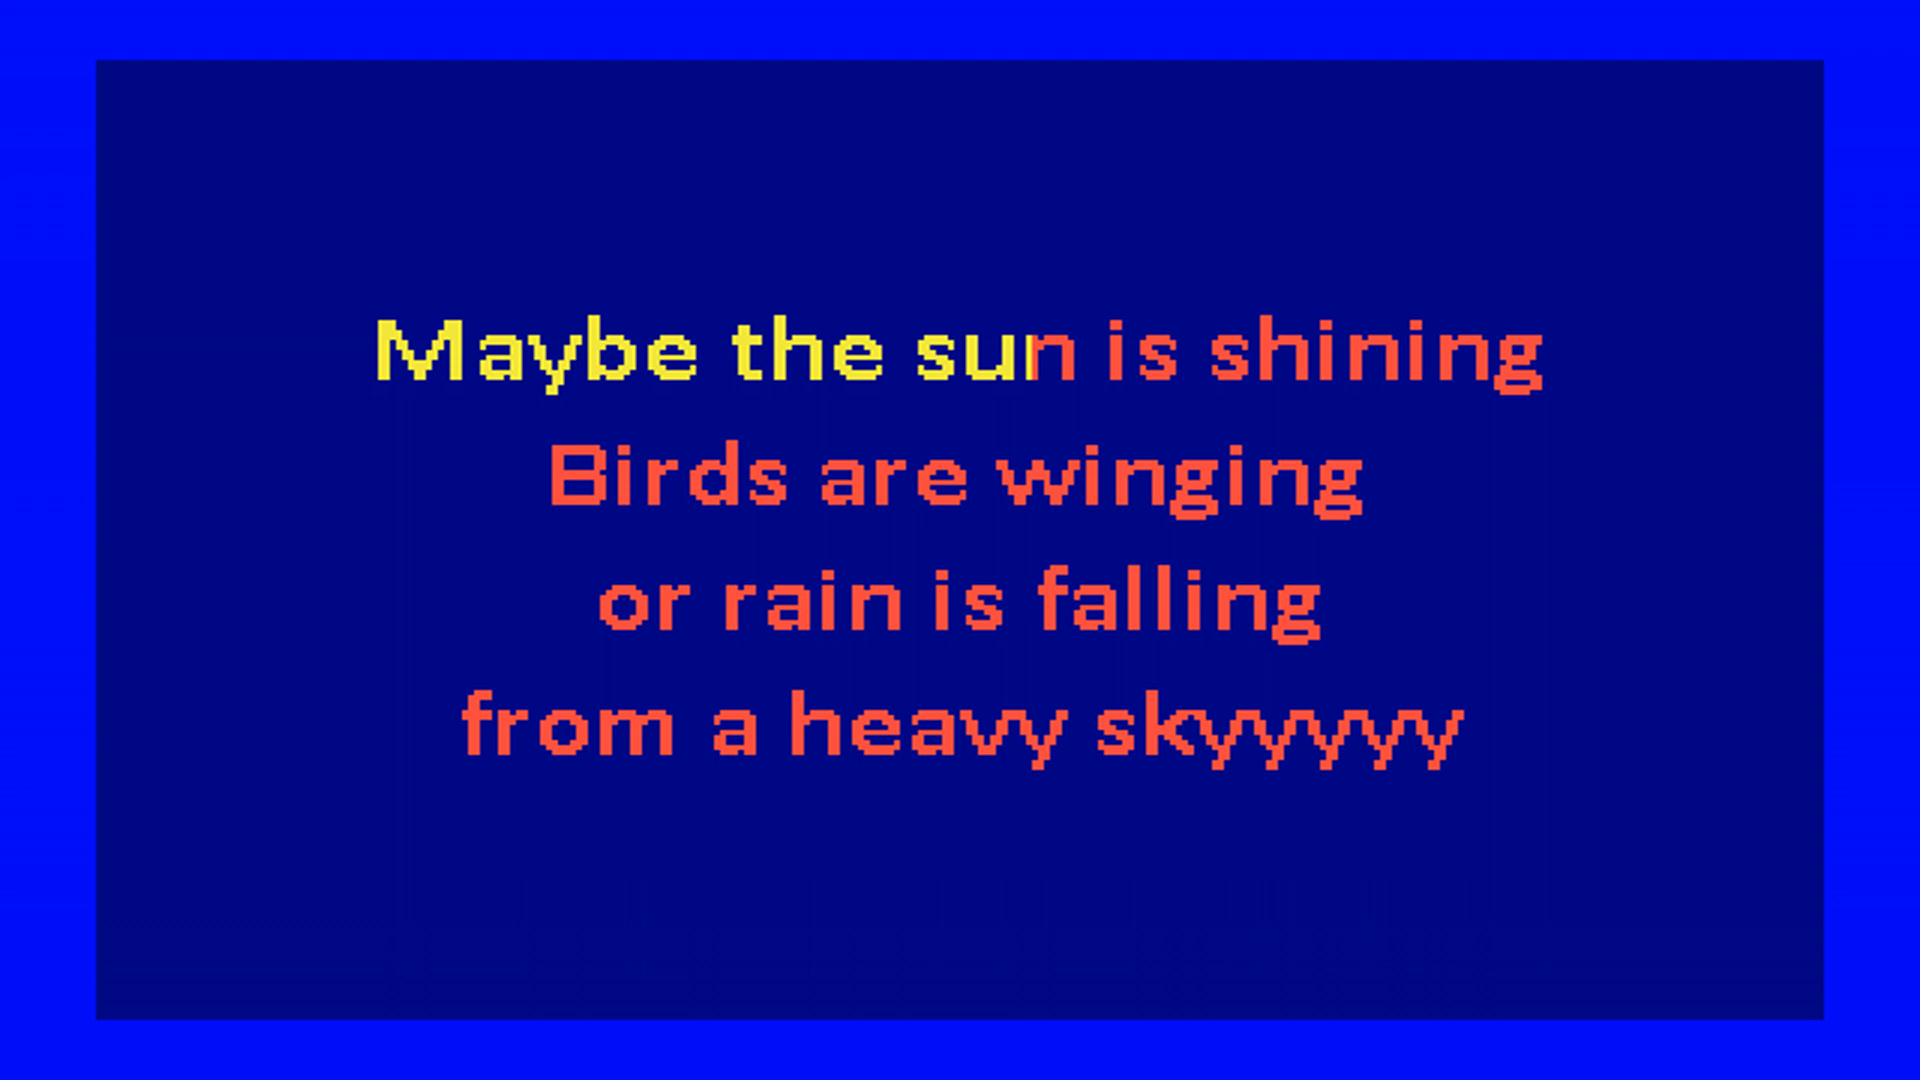 Maybe the sun is shining
Birds are winging
or rain is falling
from a heavy skyyyyy